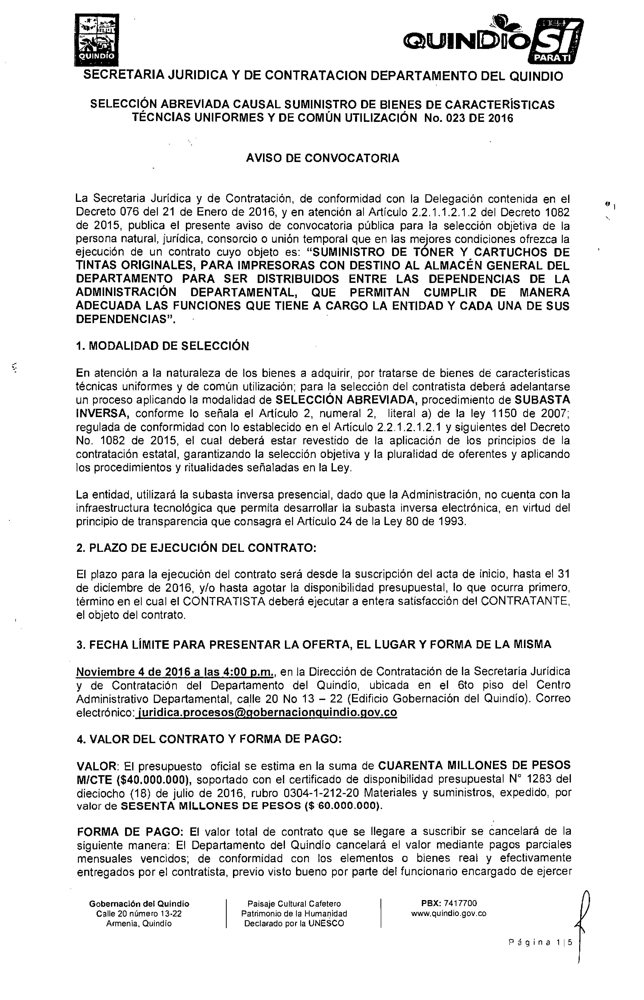 QUINDÍO
QUINDIO SÍ
PARA TI
SECRETARIA JURIDICA Y DE CONTRATACION DEPARTAMENTO DEL QUINDIO
SELECCIÓN ABREVIADA CAUSAL SUMINISTRO DE BIENES DE CARACTERÍSTICAS
TÉCNCIAS UNIFORMES Y DE COMÚN UTILIZACIÓN No. 023 DE 2016
AVISO DE CONVOCATORIA
La Secretaria Jurídica y de Contratación, de conformidad con la Delegación contenida en el
Decreto 076 del 21 de Enero de 2016, y en atención al Artículo 2.2.1.1.2.1.2 del Decreto 1082
de 2015, publica el presente aviso de convocatoria pública para la selección objetiva de la
persona natural, jurídica, consorcio o unión temporal que en las mejores condiciones ofrezca la
ejecución de un contrato cuyo objeto es: “SUMINISTRO DE TÓNER Y CARTUCHOS DE
TINTAS ORIGINALES, PARA IMPRESORAS CON DESTINO AL ALMACÉN GENERAL DEL
DEPARTAMENTO PARA SER DISTRIBUIDOS ENTRE LAS DEPENDENCIAS DE LA
ADMINISTRACIÓN DEPARTAMENTAL, QUE PERMITAN CUMPLIR DE MANERA
ADECUADA LAS FUNCIONES QUE TIENE A CARGO LA ENTIDAD Y CADA UNA DE SUS
DEPENDENCIAS”.
1. MODALIDAD DE SELECCIÓN
En atención a la naturaleza de los bienes a adquirir, por tratarse de bienes de características
técnicas uniformes y de común utilización; para la selección del contratista deberá adelantarse
un proceso aplicando la modalidad de SELECCIÓN ABREVIADA, procedimiento de SUBASTA
INVERSA, conforme lo señala el Artículo 2, numeral 2, literal a) de la ley 1150 de 2007;
regulada de conformidad con lo establecido en el Artículo 2.2.1.2.1.2.1 y siguientes del Decreto
No. 1082 de 2015, el cual deberá estar revestido de la aplicación de los principios de la
contratación estatal, garantizando la selección objetiva y la pluralidad de oferentes y aplicando
los procedimientos y ritualidades señaladas en la Ley.
La entidad, utilizará la subasta inversa presencial, dado que la Administración, no cuenta con la
infraestructura tecnológica que permita desarrollar la subasta inversa electrónica, en virtud del
principio de transparencia que consagra el Artículo 24 de la Ley 80 de 1993.
2. PLAZO DE EJECUCIÓN DEL CONTRATO:
El plazo para la ejecución del contrato será desde la suscripción del acta de inicio, hasta el 31
de diciembre de 2016, y/o hasta agotar la disponibilidad presupuestal, lo que ocurra primero,
término en el cual el CONTRATISTA deberá ejecutar a entera satisfacción del CONTRATANTE,
el objeto del contrato.
3. FECHA LÍMITE PARA PRESENTAR LA OFERTA, EL LUGAR Y FORMA DE LA MISMA
Noviembre 4 de 2016 a las 4:00 p.m., en la Dirección de Contratación de la Secretaría Jurídica
y de Contratación del Departamento del Quindío, ubicada en el 6to piso del Centro
Administrativo Departamental, calle 20 No 13 – 22 (Edificio Gobernación del Quindío). Correo
electrónico: juridica.procesos@gobernacionquindio.gov.co
4. VALOR DEL CONTRATO Y FORMA DE PAGO:
VALOR: El presupuesto oficial se estima en la suma de CUARENTA MILLONES DE PESOS
M/CTE ($40.000.000), soportado con el certificado de disponibilidad presupuestal N° 1283 del
dieciocho (18) de julio de 2016, rubro 0304-1-212-20 Materiales y suministros, expedido, por
valor de SESENTA MILLONES DE PESOS ($ 60.000.000).
FORMA DE PAGO: El valor total de contrato que se llegare a suscribir se cancelará de la
siguiente manera: El Departamento del Quindío cancelará el valor mediante pagos parciales
mensuales vencidos; de conformidad con los elementos o bienes real y efectivamente
entregados por el contratista, previo visto bueno por parte del funcionario encargado de ejercer
Gobernación del Quindío
Calle 20 número 13-22
Armenia, Quindío
Paisaje Cultural Cafetero
Patrimonio de la Humanidad
Declarado por la UNESCO
PBX: 7417700
www.quindio.gov.co
Página 1|5